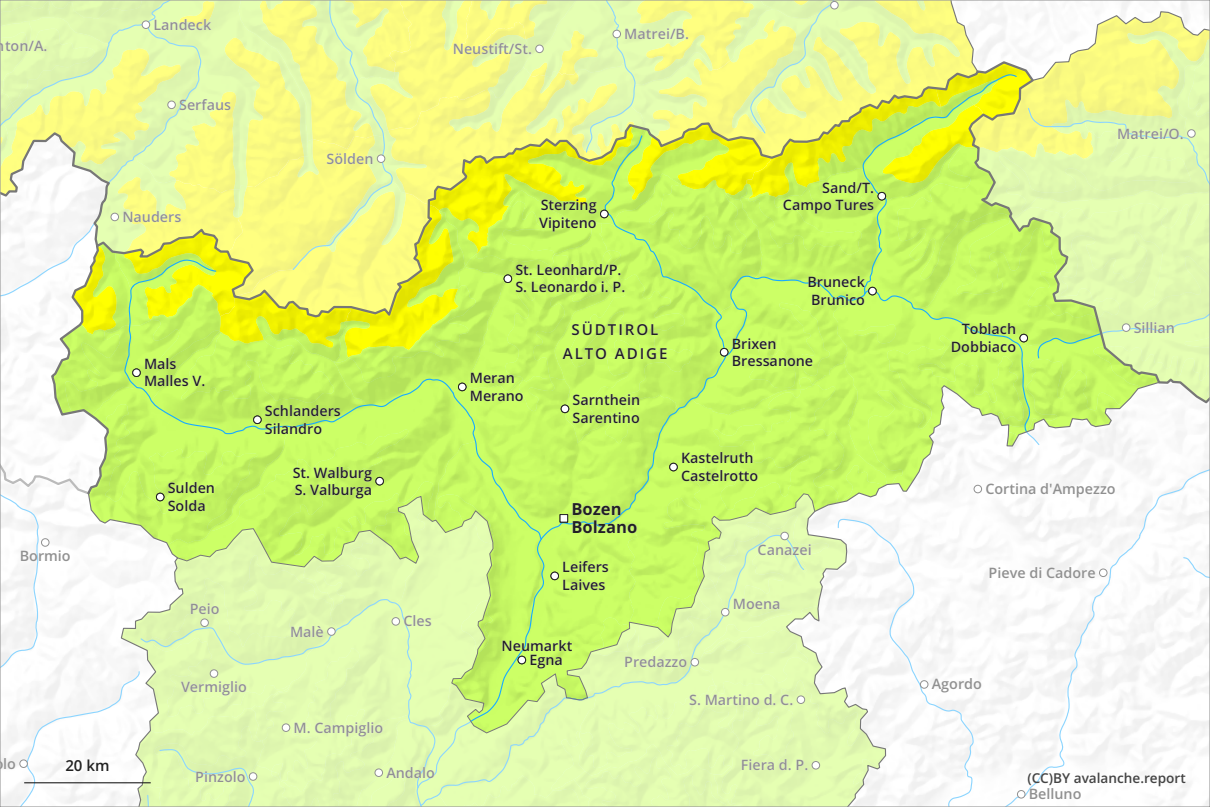 Landeck
Matrei/B.
Neustift/St.
nton/A.
Serfaus
Matrei/O.
Sölden
Sand/T.
Campo Tures
Nauders
Sterzing
Vipiteno
St. Leonhard/P.
S. Leonardo i. P.
Bruneck
Brunico
SÜDTIROL
ALTO ADIGE
Toblach
Dobbiaco
Sillian
Brixen
Bressanone
Mals
Malles V.
Meran
Merano
Sarnthein
Sarentino
Schlanders
Silandro
Kastelruth
Castelrotto
St. Walburg
S. Valburga
Sulden
Solda
Cortina d'Ampezzo
Bozen
Bolzano
Bormio
Canazei
Leifers
Laives
Pieve di Cadore
Peio
Moena
Cles
Malè
Neumarkt
Egna
Predazzo
Vermiglio
Agordo
S. Martino d. C.
M. Campiglio
lo
20 km
Pinzolo
Andalo
Fiera d. P.
(CC)BY avalanche.report
Belluno